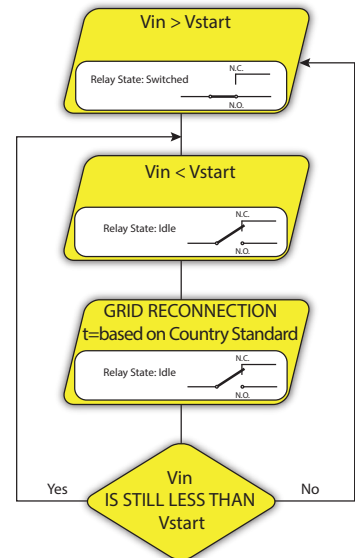 Vin > Vstart
N.C.
Relay State: Switched
N.O.
Vin < Vstart
N.C.
Relay State: Idle
N.O.
GRID RECONNECTION
t=based on Country Standard
N.C.
Relay State: Idle
N.O.
Yes
Vin
No
IS STILL LESS THAN
Vstart